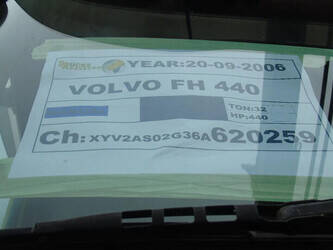 YEAR:20-09-2006
VOLVO FH 440
TON:32
HP:440
Ch: XYV2AS02G36A620259